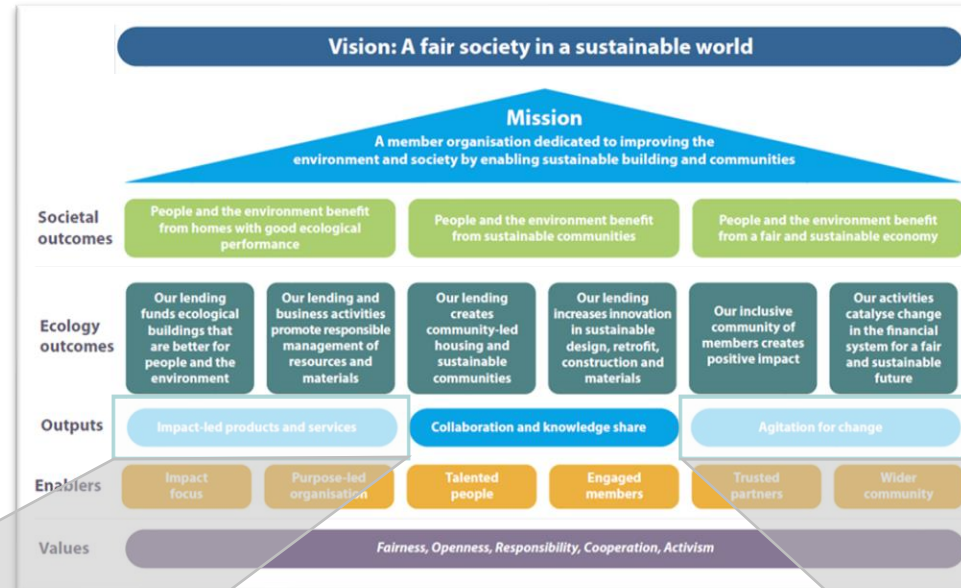 Vision: A fair society in a sustainable world
Mission
A member organisation dedicated to improving the
environment and society by enabling sustainable building and communities
Societal
outcomes
People and the environment benefit
from homes with good ecological
performance
People and the environment benefit
from sustainable communities
People and the environment benefit
from a fair and sustainable economy
Ecology
outcomes
Our lending
funds ecological
buildings that
are better for
people and the
environment
Our lending and
business activities
promote responsible
management of
resources and
materials
Our lending
creates
community-led
housing and
sustainable
communities
Our lending
increases innovation
in sustainable
design, retrofit,
construction and
materials
Our inclusive
community of
members creates
positive impact
Our activities
catalyse change
in the financial
system for a fair
and sustainable
future
Outputs
Impact-led products and services
Collaboration and knowledge share
Agitation for change
Enablers
Impact
focus
Purpose-led
organisation
Talented
people
Engaged
members
Trusted
partners
Wider
community
Values
Fairness, Openness, Responsibility, Cooperation, Activism